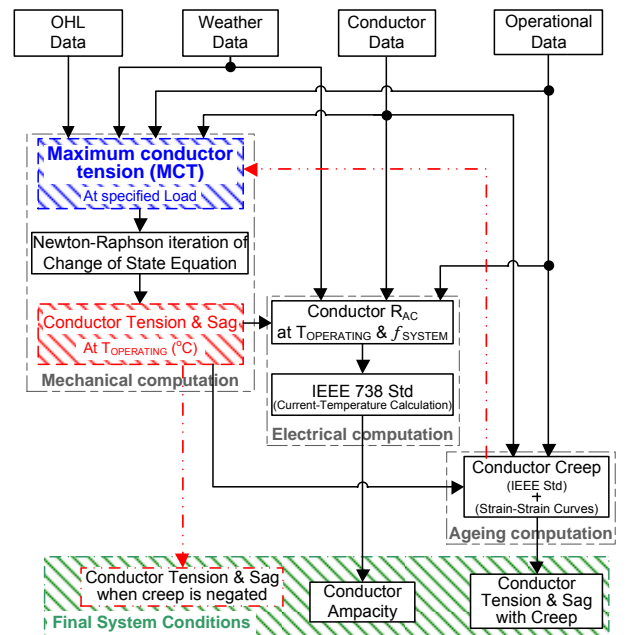 OHL
Data
Weather
Data
Conductor
Data
Operational
Data
Maximum conductor
tension (MCT)
At specified Load
Newton-Raphson iteration of
Change of State Equation
Conductor Tension & Sag
At TOPERATING (°C)
Mechanical computation
Conductor RAC
at TOPERATING & fSYSTEM
IEEE 738 Std
(Current-Temperature Calculation)
Electrical computation
Conductor Creep
(IEEE Std)
+
(Strain-Strain Curves)
Ageing computation
Conductor Tension & Sag
when creep is negated
Conductor
Ampacity
Conductor
Tension & Sag
with Creep
Final System Conditions